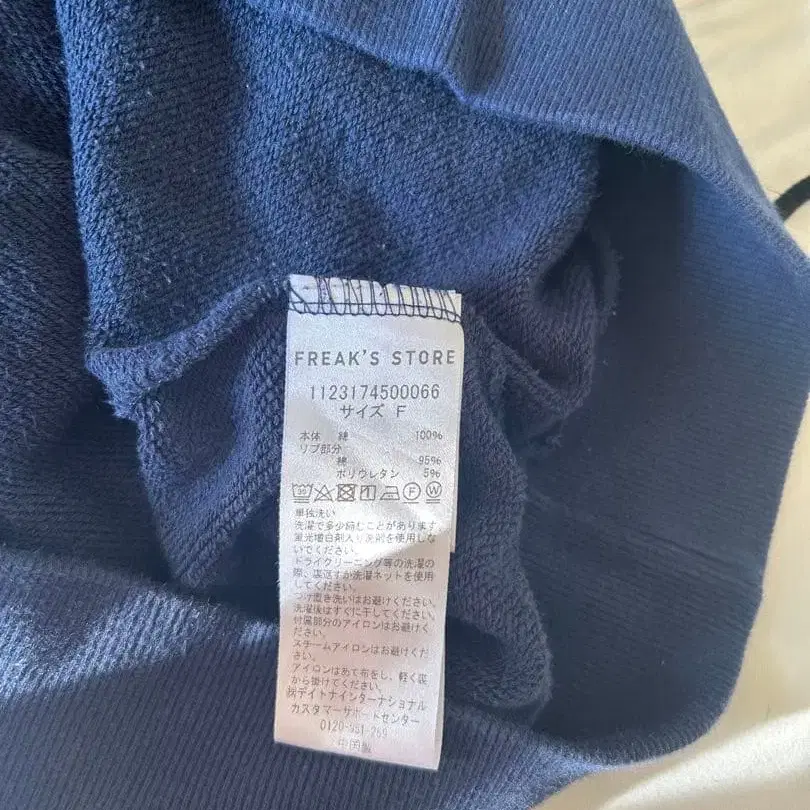 FREAK'S STORE
1123174500066
サイズ F
本体 綿 100%
リブ部分
綿 95%
ポリウレタン 5%
単独洗い
洗濯で多少縮むことがあります。
蛍光増白剤入り洗剤を使用しな
いでください。
ドライクリーニング等の洗濯の
際、裏返すか洗濯ネットを使用
してください。
つけ置き洗いはお避けください。
洗濯後はすぐに干してください。
付属部分のアイロンはお避けく
ださい。
スチームアイロンはお避けくだ
さい。
アイロンはあて布をし、軽く裏
から掛けてください。
㈱デイトナインターナショナル
カスタマーサポートセンター
0120-951-269
中国製